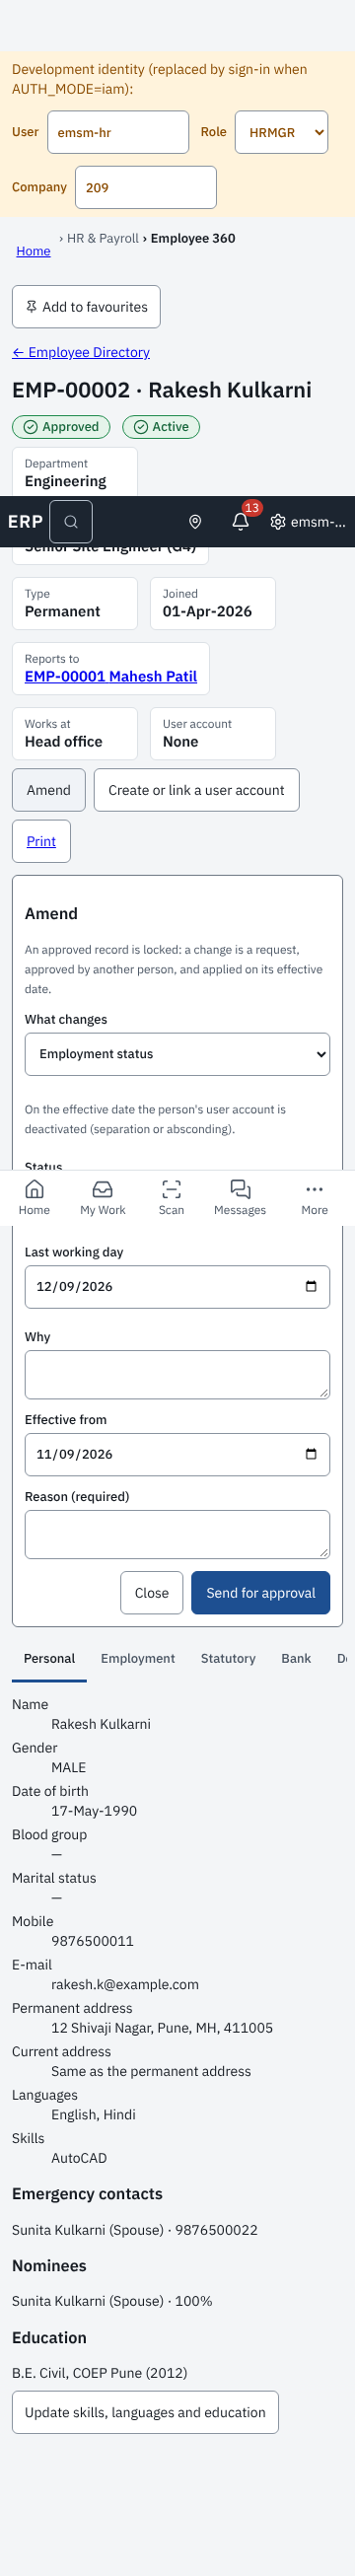 Development identity (replaced by sign-in when
AUTH_MODE=iam):
User emsm-hr Role HRMGR
Company 209
› HR & Payroll › Employee 360
Home
Add to favourites
← Employee Directory
EMP-00002 · Rakesh Kulkarni
Approved Active
Department
Engineering
ERP 13 emsm-...
Senior Site Engineer (G4)
Type Joined
Permanent 01-Apr-2026
Reports to
EMP-00001 Mahesh Patil
Works at User account
Head office None
Amend Create or link a user account
Print
Amend
An approved record is locked: a change is a request,
approved by another person, and applied on its effective
date.
What changes
Employment status
On the effective date the person's user account is
deactivated (separation or absconding).
Status
Home My Work Scan Messages More
Last working day
12/09/2026
Why
Effective from
11/09/2026
Reason (required)
Close Send for approval
Personal Employment Statutory Bank
Name
Rakesh Kulkarni
Gender
MALE
Date of birth
17-May-1990
Blood group
—
Marital status
—
Mobile
9876500011
E-mail
rakesh.k@example.com
Permanent address
12 Shivaji Nagar, Pune, MH, 411005
Current address
Same as the permanent address
Languages
English, Hindi
Skills
AutoCAD
Emergency contacts
Sunita Kulkarni (Spouse) · 9876500022
Nominees
Sunita Kulkarni (Spouse) · 100%
Education
B.E. Civil, COEP Pune (2012)
Update skills, languages and education